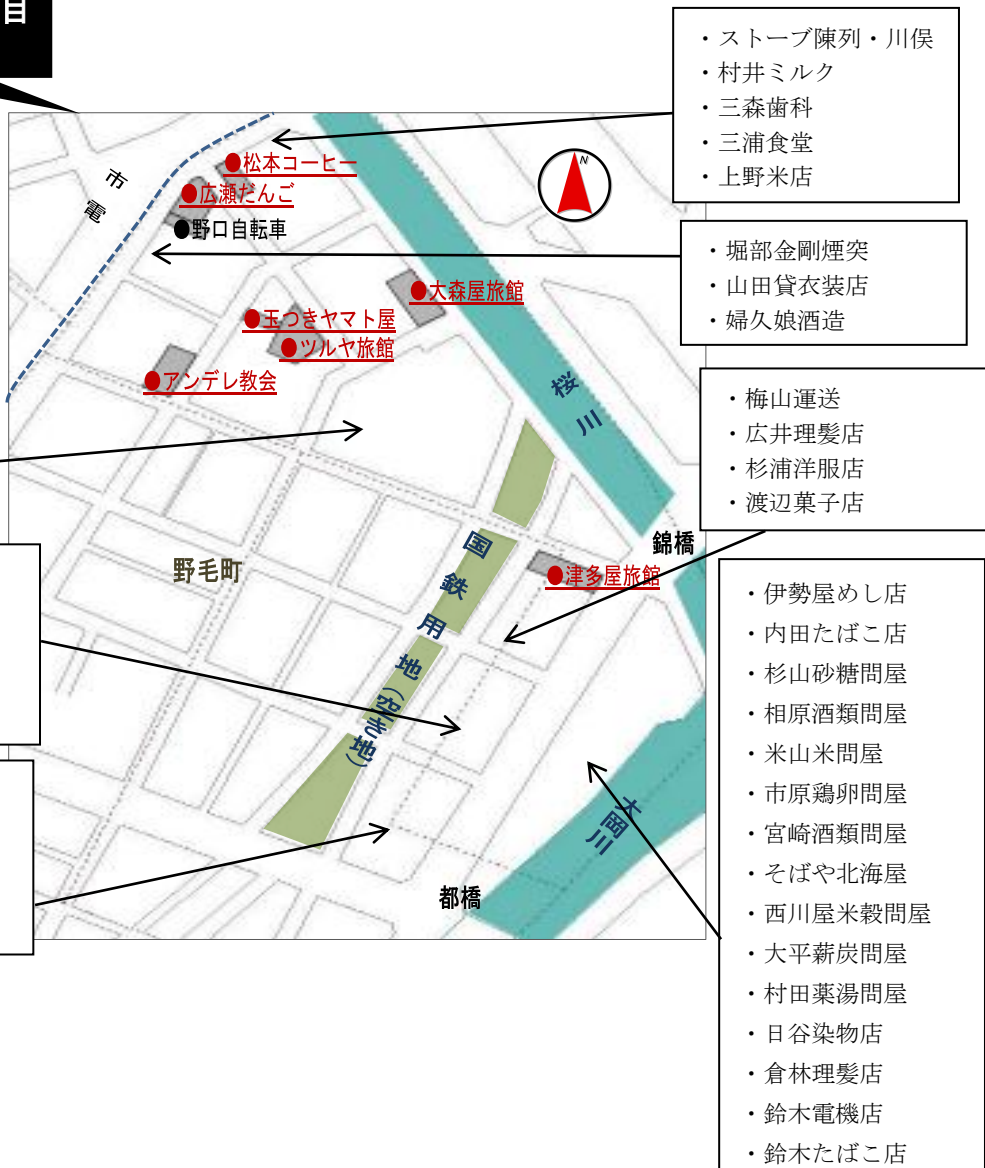 目
・ストーブ陳列・川俣
・村井ミルク
・三森歯科
・三浦食堂
・上野米店
市電
N
●松本コーヒー
●広瀬だんご
●野口自転車
・堀部金剛煙突
・山田貸衣装店
・婦久娘酒造
●大森屋旅館
●玉つきヤマト屋
●ツルヤ旅館
●アンデレ教会
桜川
・梅山運送
・広井理髪店
・杉浦洋服店
・渡辺菓子店
錦橋
野毛町
国鉄用地(空き地)
●津多屋旅館
・伊勢屋めし店
・内田たばこ店
・杉山砂糖問屋
・相原酒類問屋
・米山米問屋
・市原鶏卵問屋
・宮崎酒類問屋
・そばや北海屋
・西川屋米穀問屋
・大平薪炭問屋
・村田薬湯問屋
・日谷染物店
・倉林理髪店
・鈴木電機店
・鈴木たばこ店
大岡川
都橋